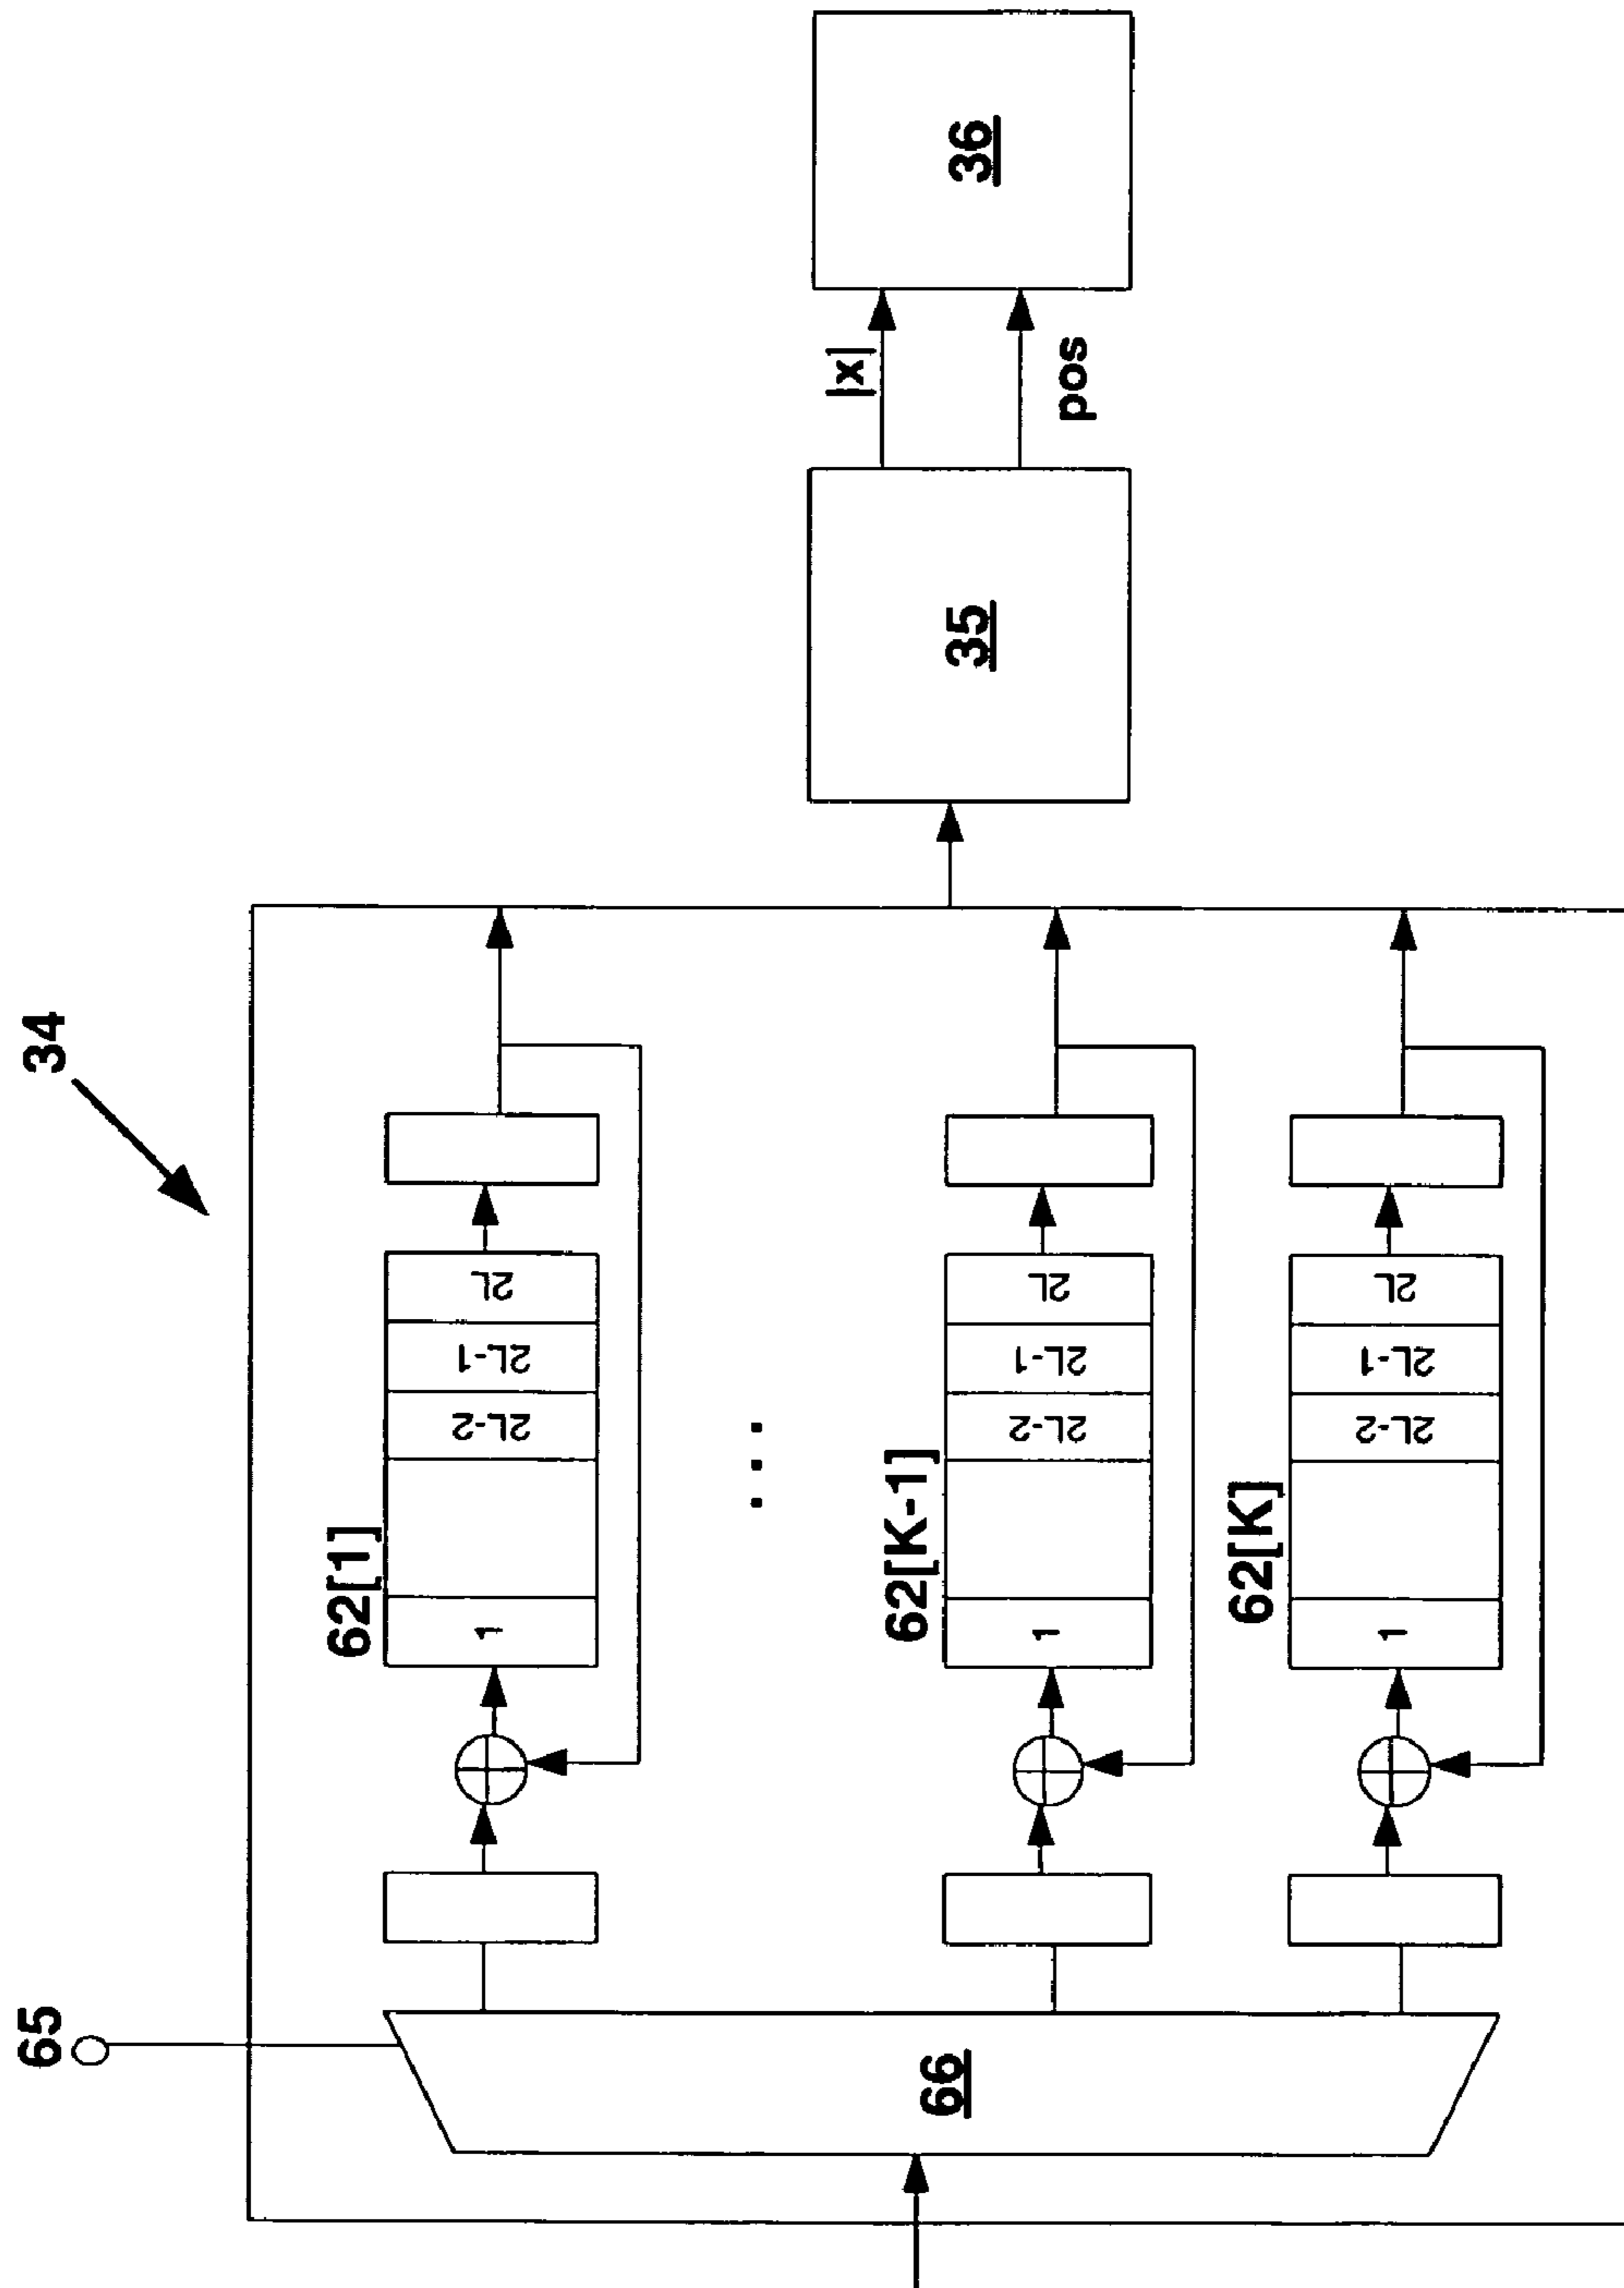 34
65
66
62[1]
1
2L-2
2L-1
2L
. . .
62[K-1]
1
2L-2
2L-1
2L
62[K]
1
2L-2
2L-1
2L
35
|x|
pos
36